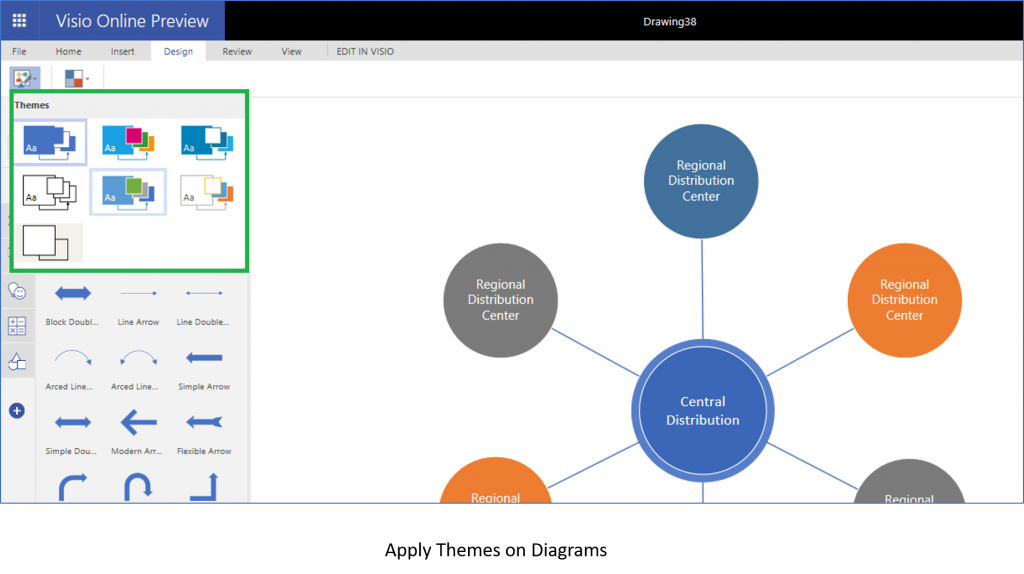 Visio Online Preview
Drawing38
File Home Insert Design Review View EDIT IN VISIO
Themes
Aa Aa Aa
Aa Aa Aa
Block Doubl... Line Arrow Line Double...
Arced Line... Arced Line... Simple Arrow
Simple Dou... Modern Arr... Flexible Arrow
Regional
Distribution
Center
Regional
Distribution
Center
Regional
Distribution
Center
Central
Distribution
Regional
Regional
Apply Themes on Diagrams